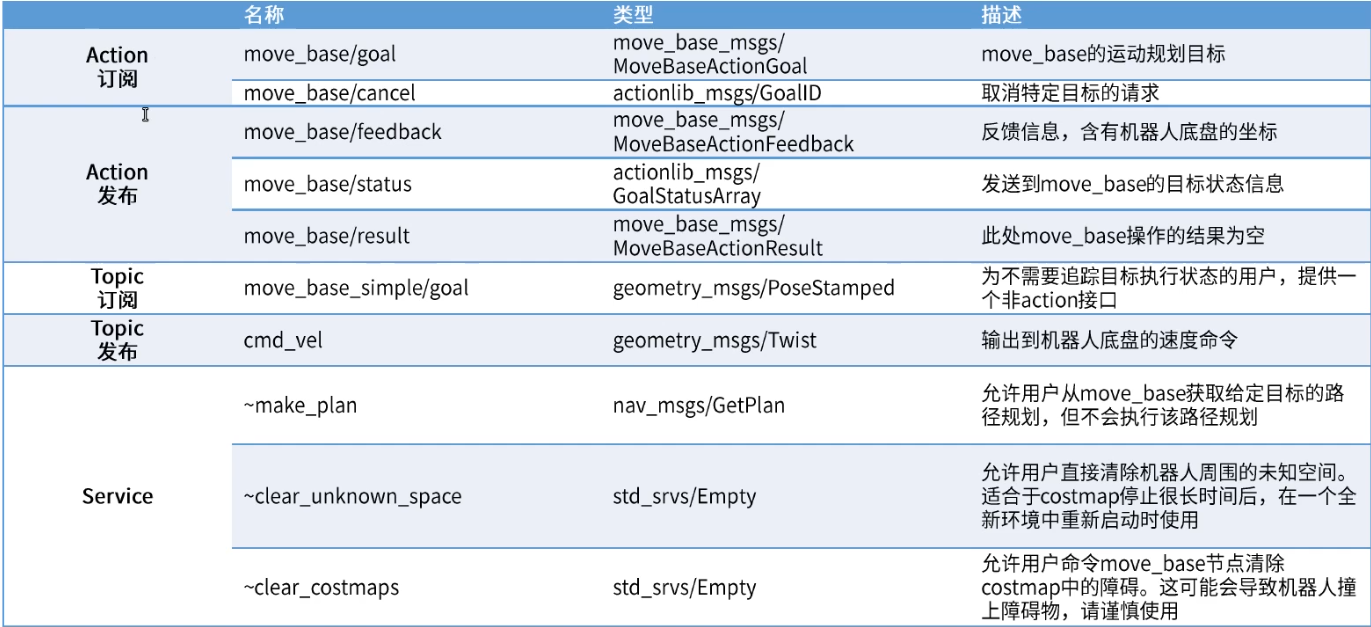 名称 类型 描述
Action
订阅
move_base/goal
move_base_msgs/
MoveBaseActionGoal
move_base的运动规划目标
move_base/cancel
actionlib_msgs/GoalID
取消特定目标的请求
Action
发布
move_base/feedback
move_base_msgs/
MoveBaseActionFeedback
反馈信息，含有机器人底盘的坐标
move_base/status
actionlib_msgs/
GoalStatusArray
发送到move_base的目标状态信息
move_base/result
move_base_msgs/
MoveBaseActionResult
此处move_base操作的结果为空
Topic
订阅
move_base_simple/goal
geometry_msgs/PoseStamped
为不需要追踪目标执行状态的用户，提供一
个非action接口
Topic
发布
cmd_vel
geometry_msgs/Twist
输出到机器人底盘的速度命令
Service
~make_plan
nav_msgs/GetPlan
允许用户从move_base获取给定目标的路
径规划，但不会执行该路径规划
~clear_unknown_space
std_srvs/Empty
允许用户直接清除机器人周围的未知空间。
适合于costmap停止很长时间后，在一个全
新环境中重新启动时使用
~clear_costmaps
std_srvs/Empty
允许用户命令move_base节点清除
costmap中的障碍。这可能会导致机器人撞
上障碍物，请谨慎使用